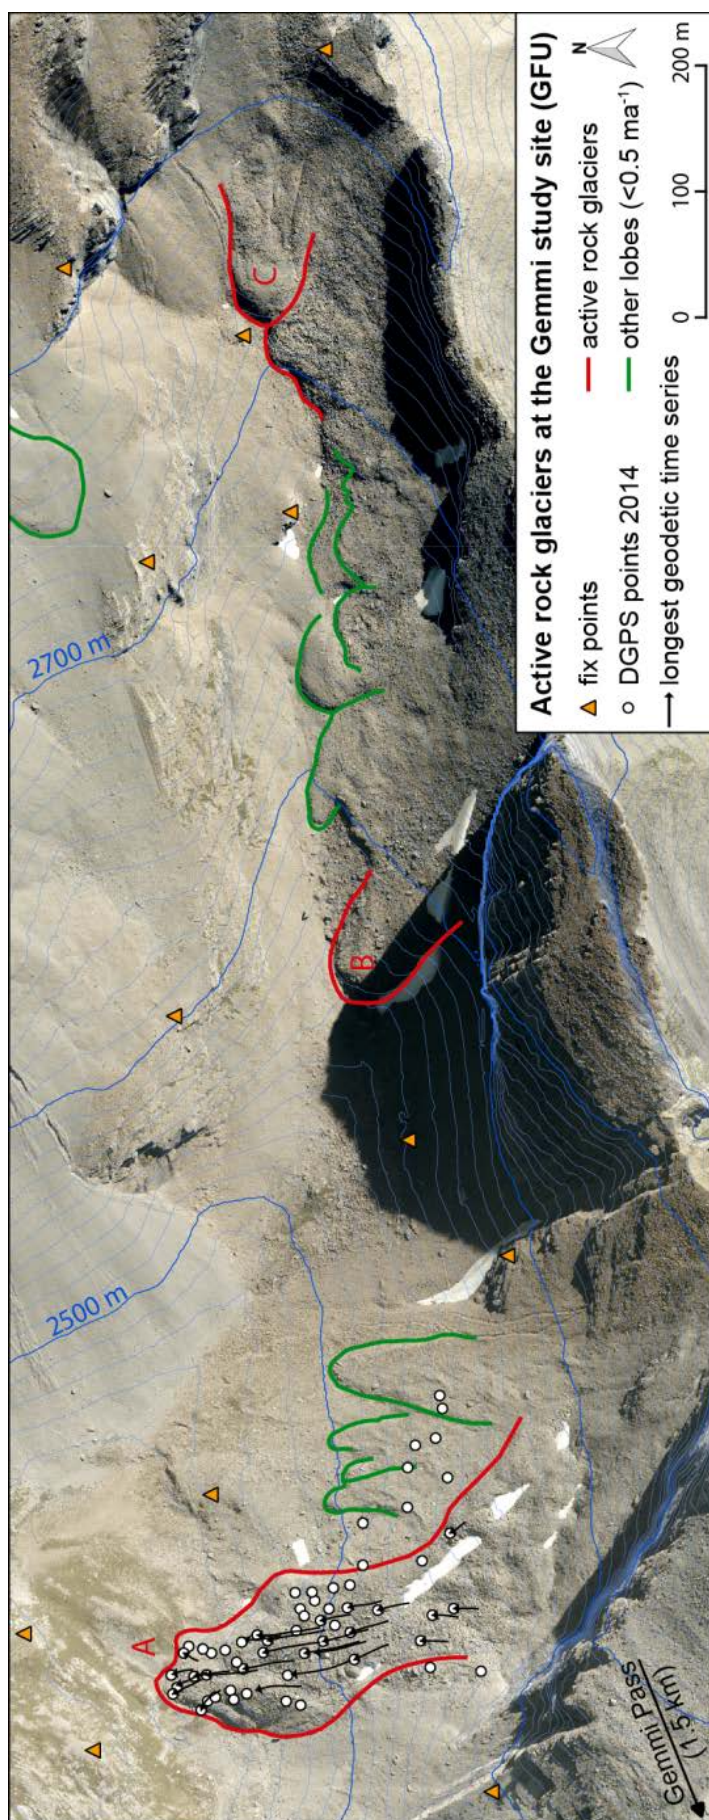 Active rock glaciers at the Gemmi study site (GFU)
fix points
DGPS points 2014
longest geodetic time series
active rock glaciers
other lobes (<0.5 ma⁻¹)
N
0 100 200 m
2500 m
2700 m
A
B
C
Gemmi Pass
(1.5 km)